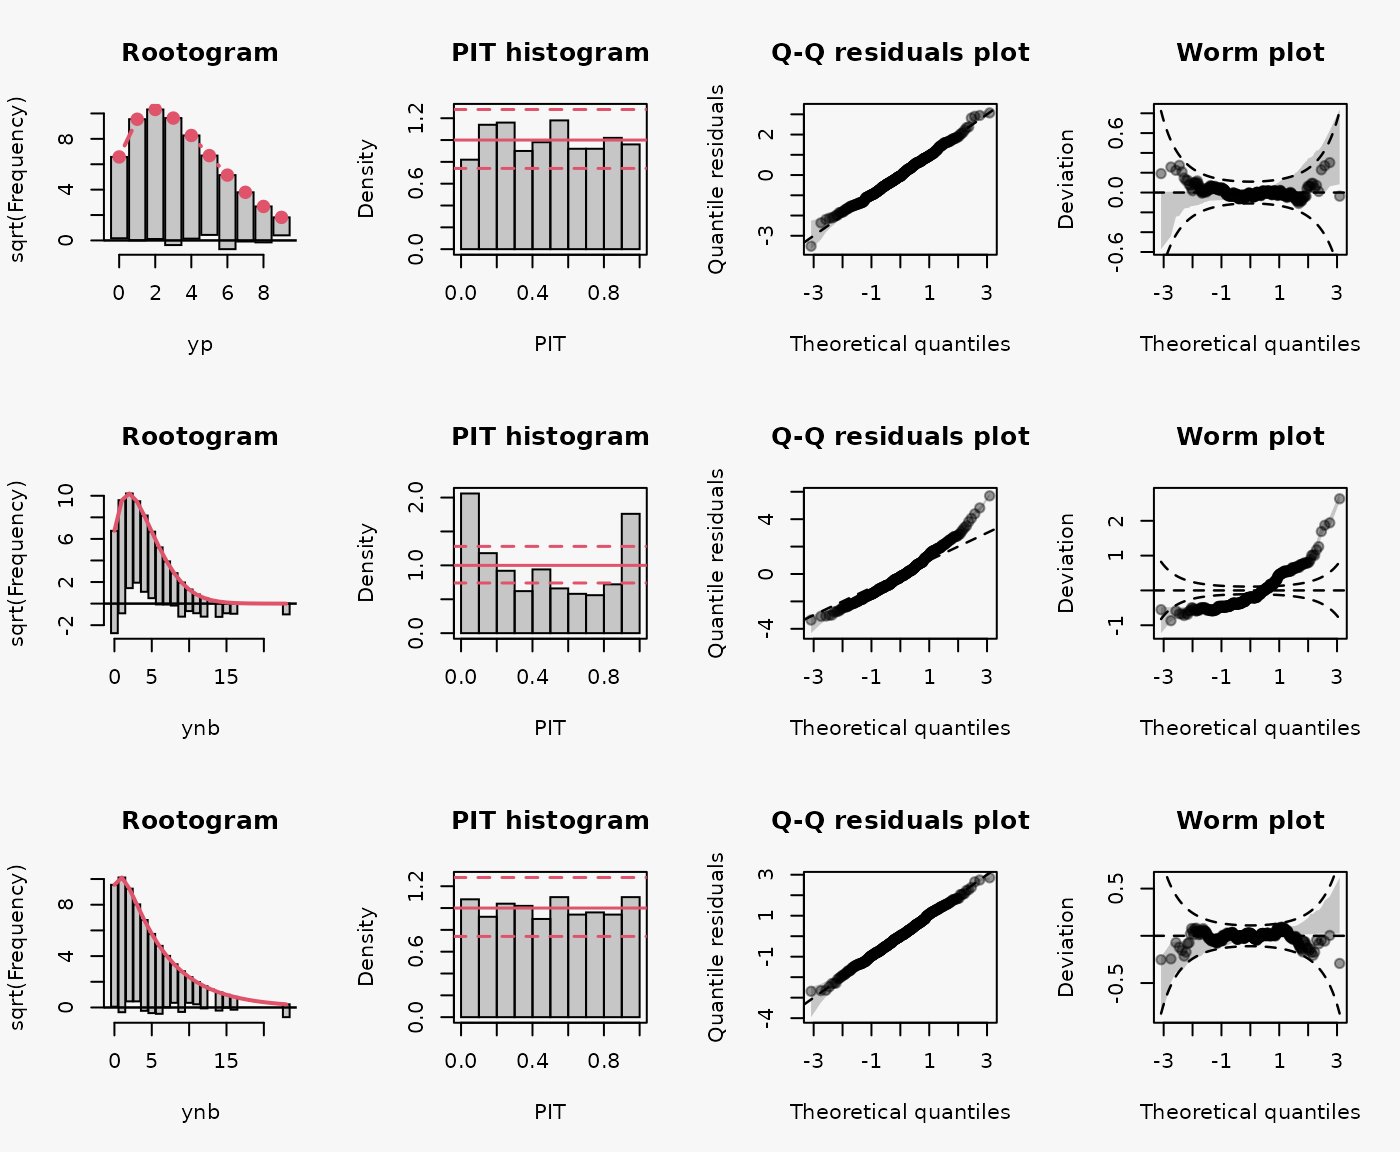 Rootogram
PIT histogram
Q-Q residuals plot
Worm plot
sqrt(Frequency)
0 4 8
0 2 4 6 8
yp
Density
0.0 0.6 1.2
0.0 0.4 0.8
PIT
Quantile residuals
-3 0 2
-3 -1 1 3
Theoretical quantiles
Deviation
-0.6 0.0 0.6
-3 -1 1 3
Theoretical quantiles
Rootogram
PIT histogram
Q-Q residuals plot
Worm plot
sqrt(Frequency)
-2 2 6 10
0 5 15
ynb
Density
0.0 1.0 2.0
0.0 0.4 0.8
PIT
Quantile residuals
-4 0 4
-3 -1 1 3
Theoretical quantiles
Deviation
-1 1 2
-3 -1 1 3
Theoretical quantiles
Rootogram
PIT histogram
Q-Q residuals plot
Worm plot
sqrt(Frequency)
0 4 8
0 5 15
ynb
Density
0.0 0.6 1.2
0.0 0.4 0.8
PIT
Quantile residuals
-4 -1 1 3
-3 -1 1 3
Theoretical quantiles
Deviation
-0.5 0.5
-3 -1 1 3
Theoretical quantiles